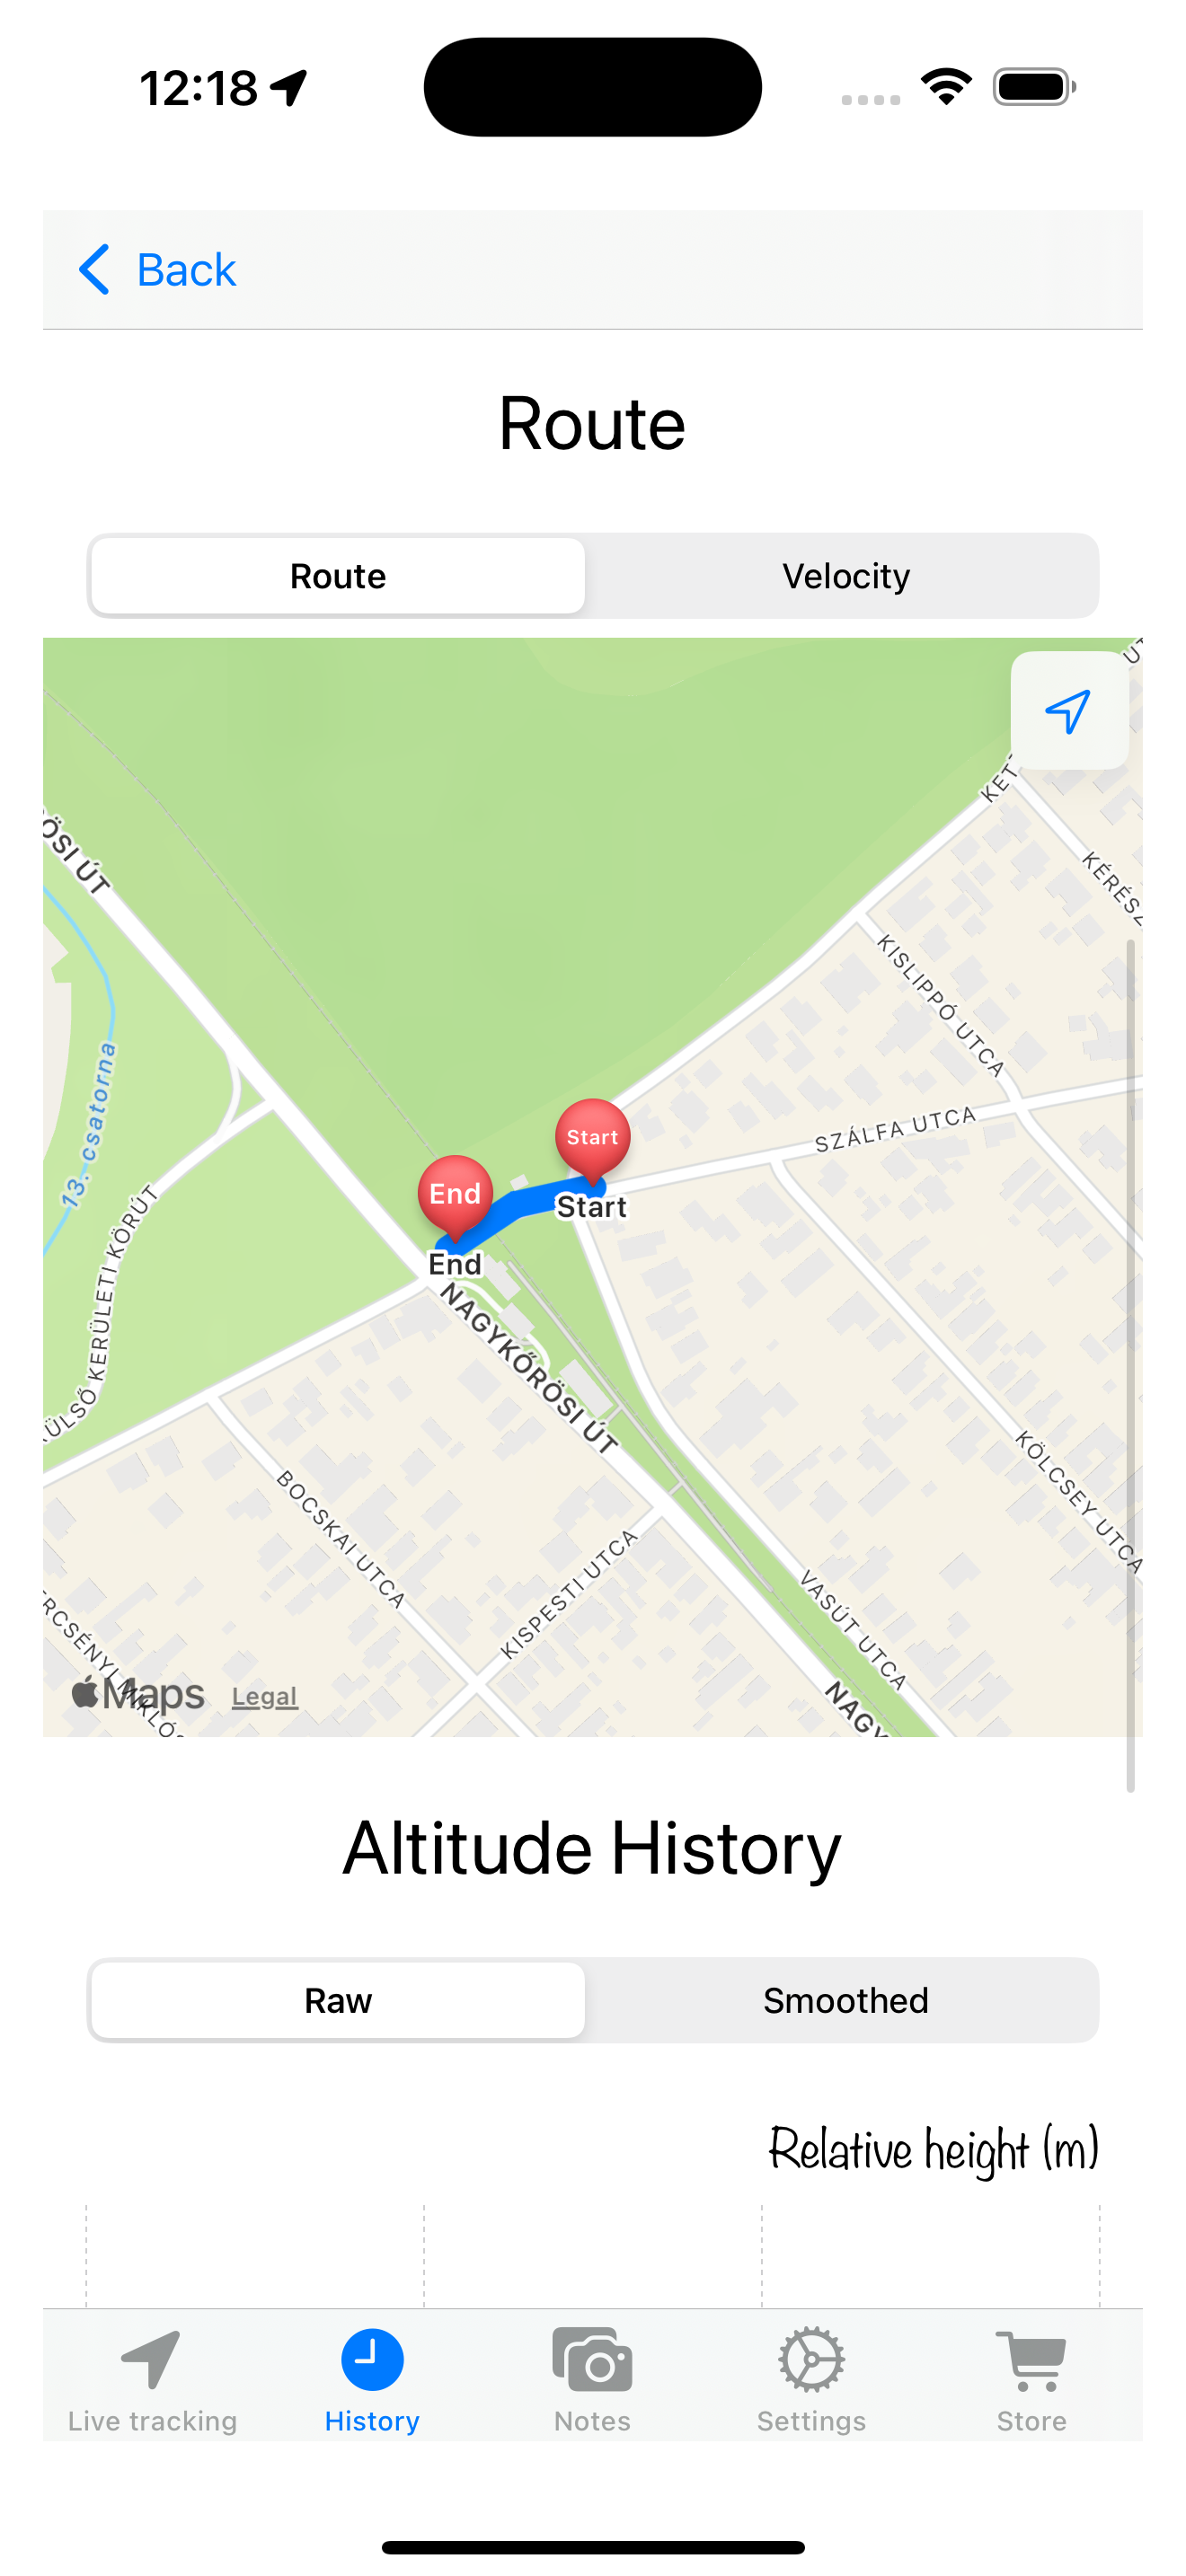 12:18
Back
Route
Route
Velocity
ŐSI ÚT
KÉRÉSZ
KISLIPPÓ UTCA
SZÁLFA UTCA
13. csatorna
KÜLSŐ KERÜLETI KÖRÚT
Start
Start
End
End
NAGYKŐRÖSI ÚT
BOCSKAI UTCA
KISPESTI UTCA
KÖLCSEY UTCA
VASÚT UTCA
NAGY
RCSÉNYI MIKLÓS
Maps
Legal
Altitude History
Raw
Smoothed
Relative height (m)
Live tracking
History
Notes
Settings
Store